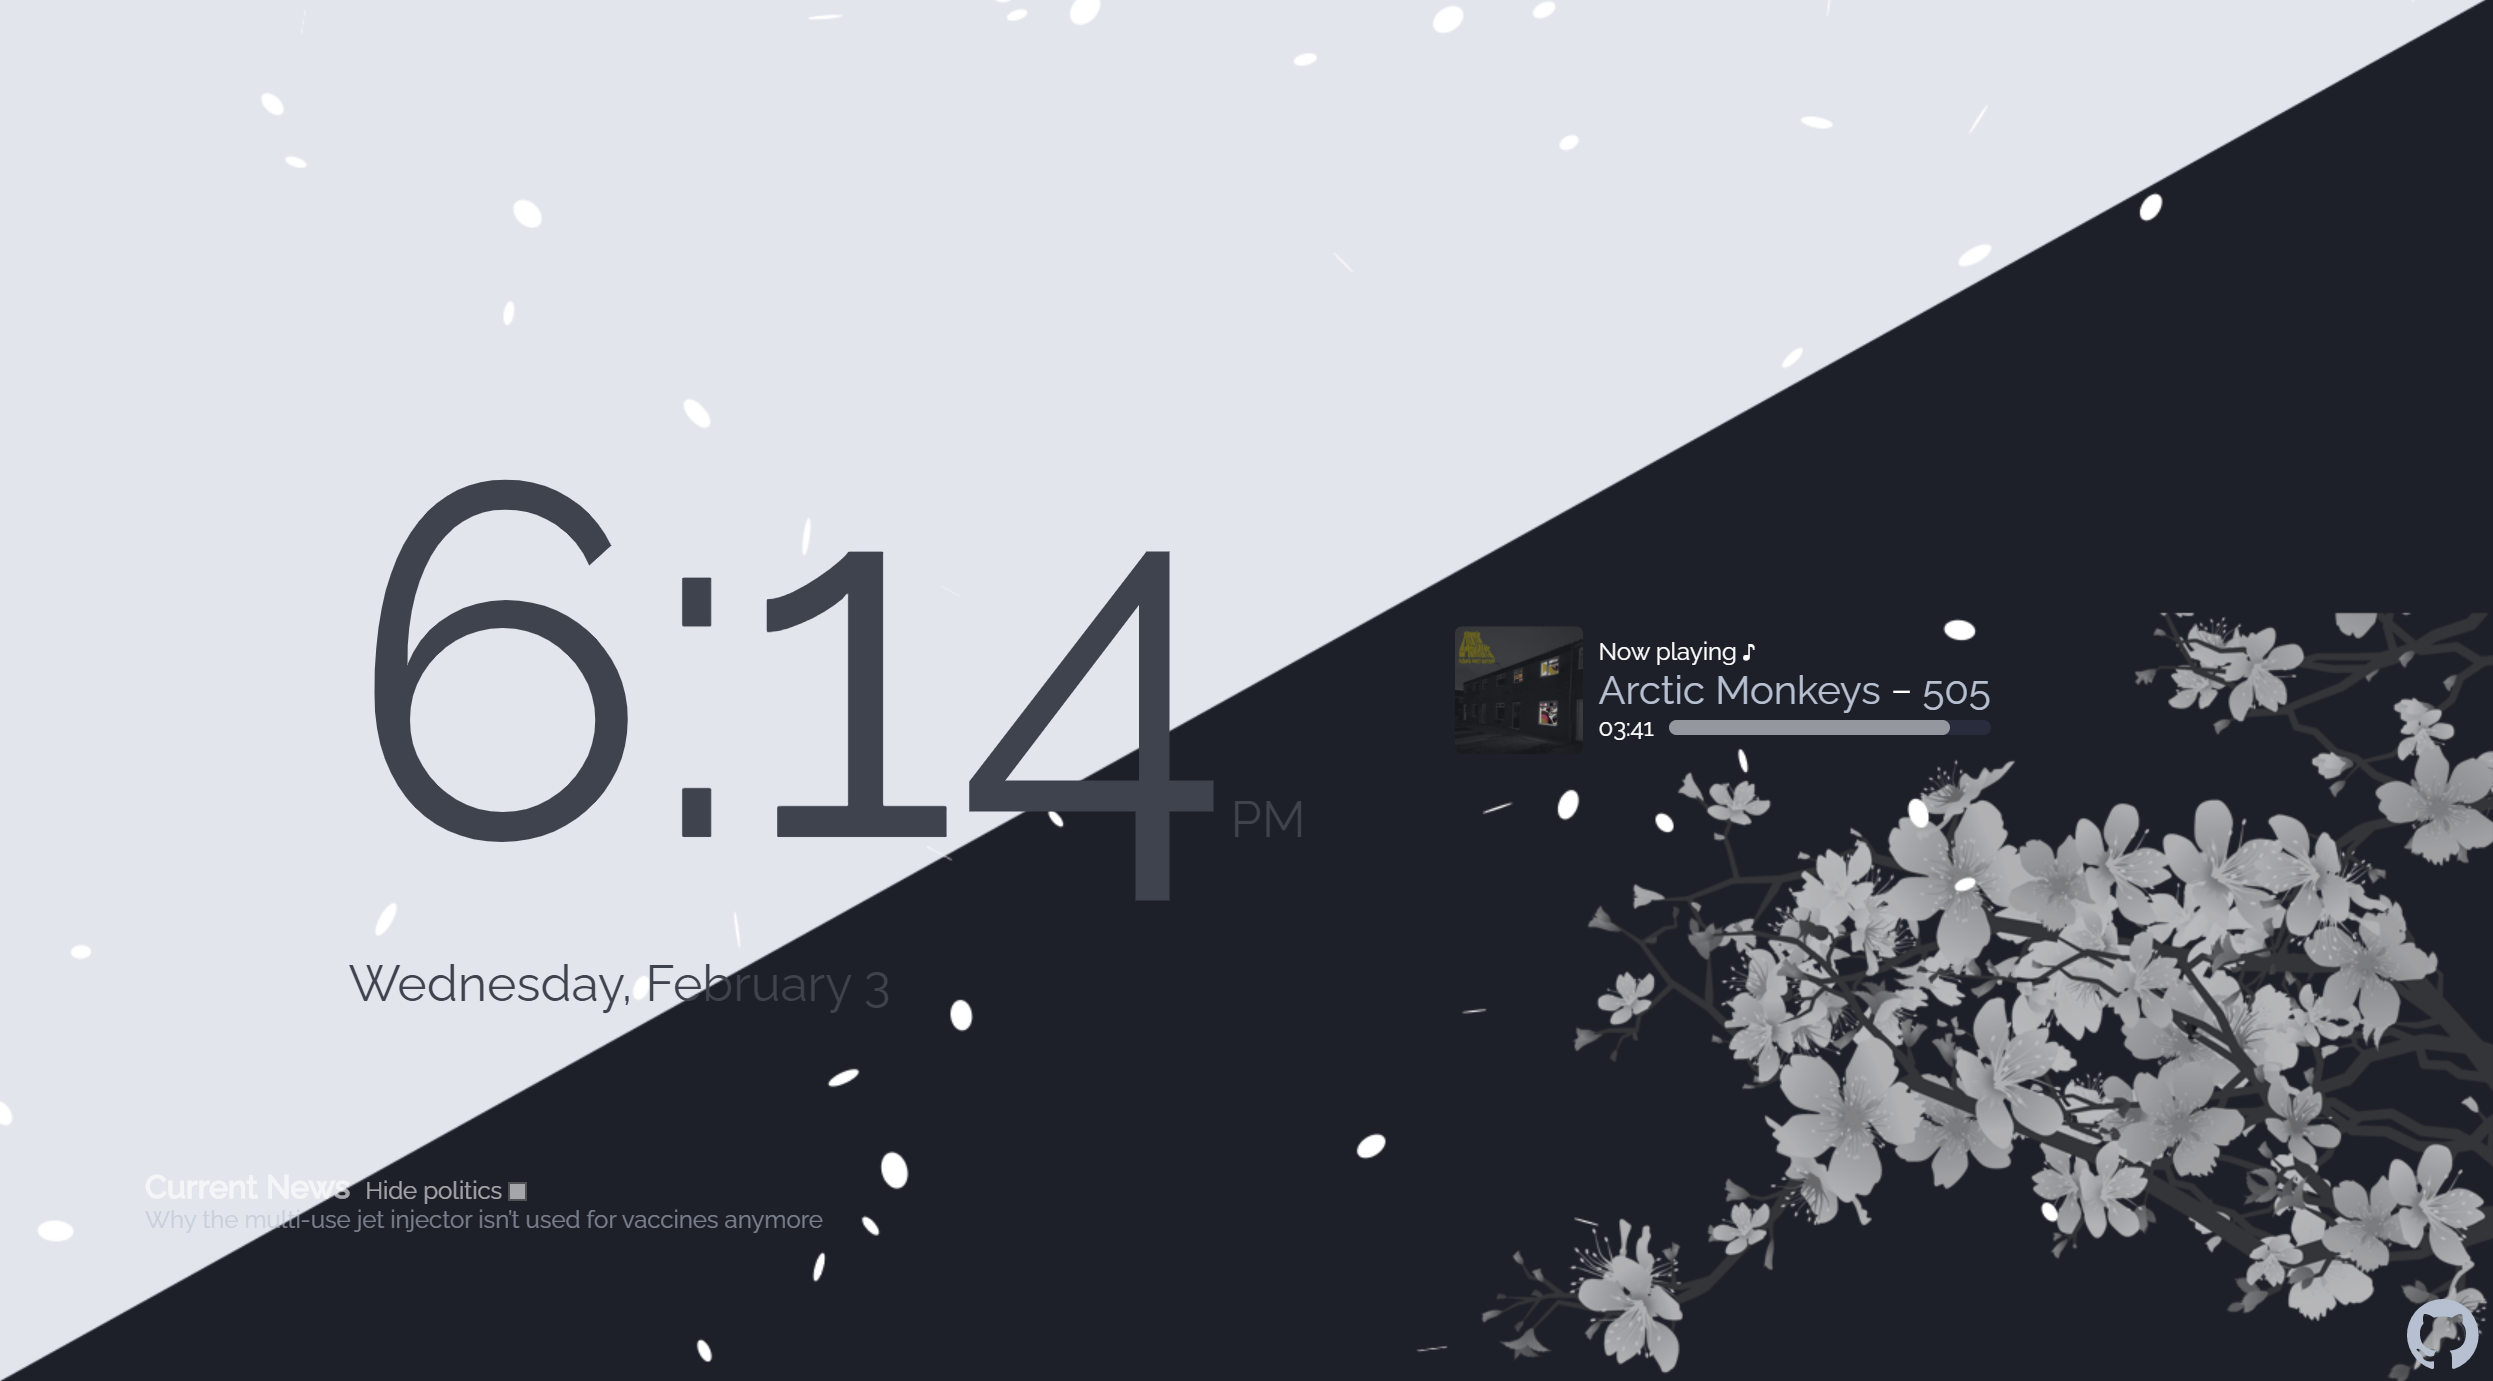 6:14 PM
Wednesday, February 3
Now playing ♪
Arctic Monkeys – 505
03:41
Current News Hide politics
Why the multi-use jet injector isn't used for vaccines anymore